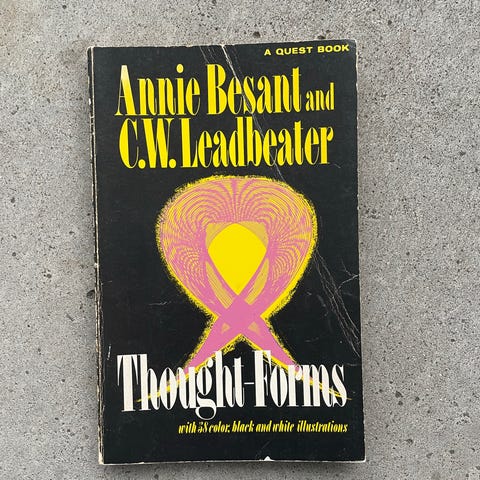 A QUEST BOOK
Annie Besant and
C.W. Leadbeater
Thought-Forms
with 58 color, black and white illustrations